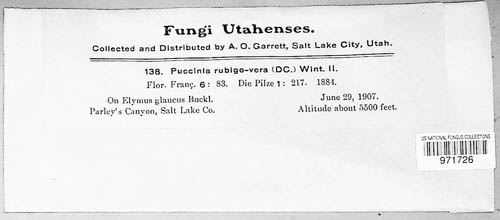 Fungi Utahenses.
Collected and Distributed by A. O. Garrett, Salt Lake City, Utah.
138. Puccinia rubigo-vera (DC.) Wint. II.
Flor. Franç. 6: 83. Die Pilze 1: 217. 1884.
On Elymus glaucus Buckl. June 29, 1907.
Parley's Canyon, Salt Lake Co. Altitude about 5500 feet.
US NATIONAL FUNGUS COLLECTIONS
971726